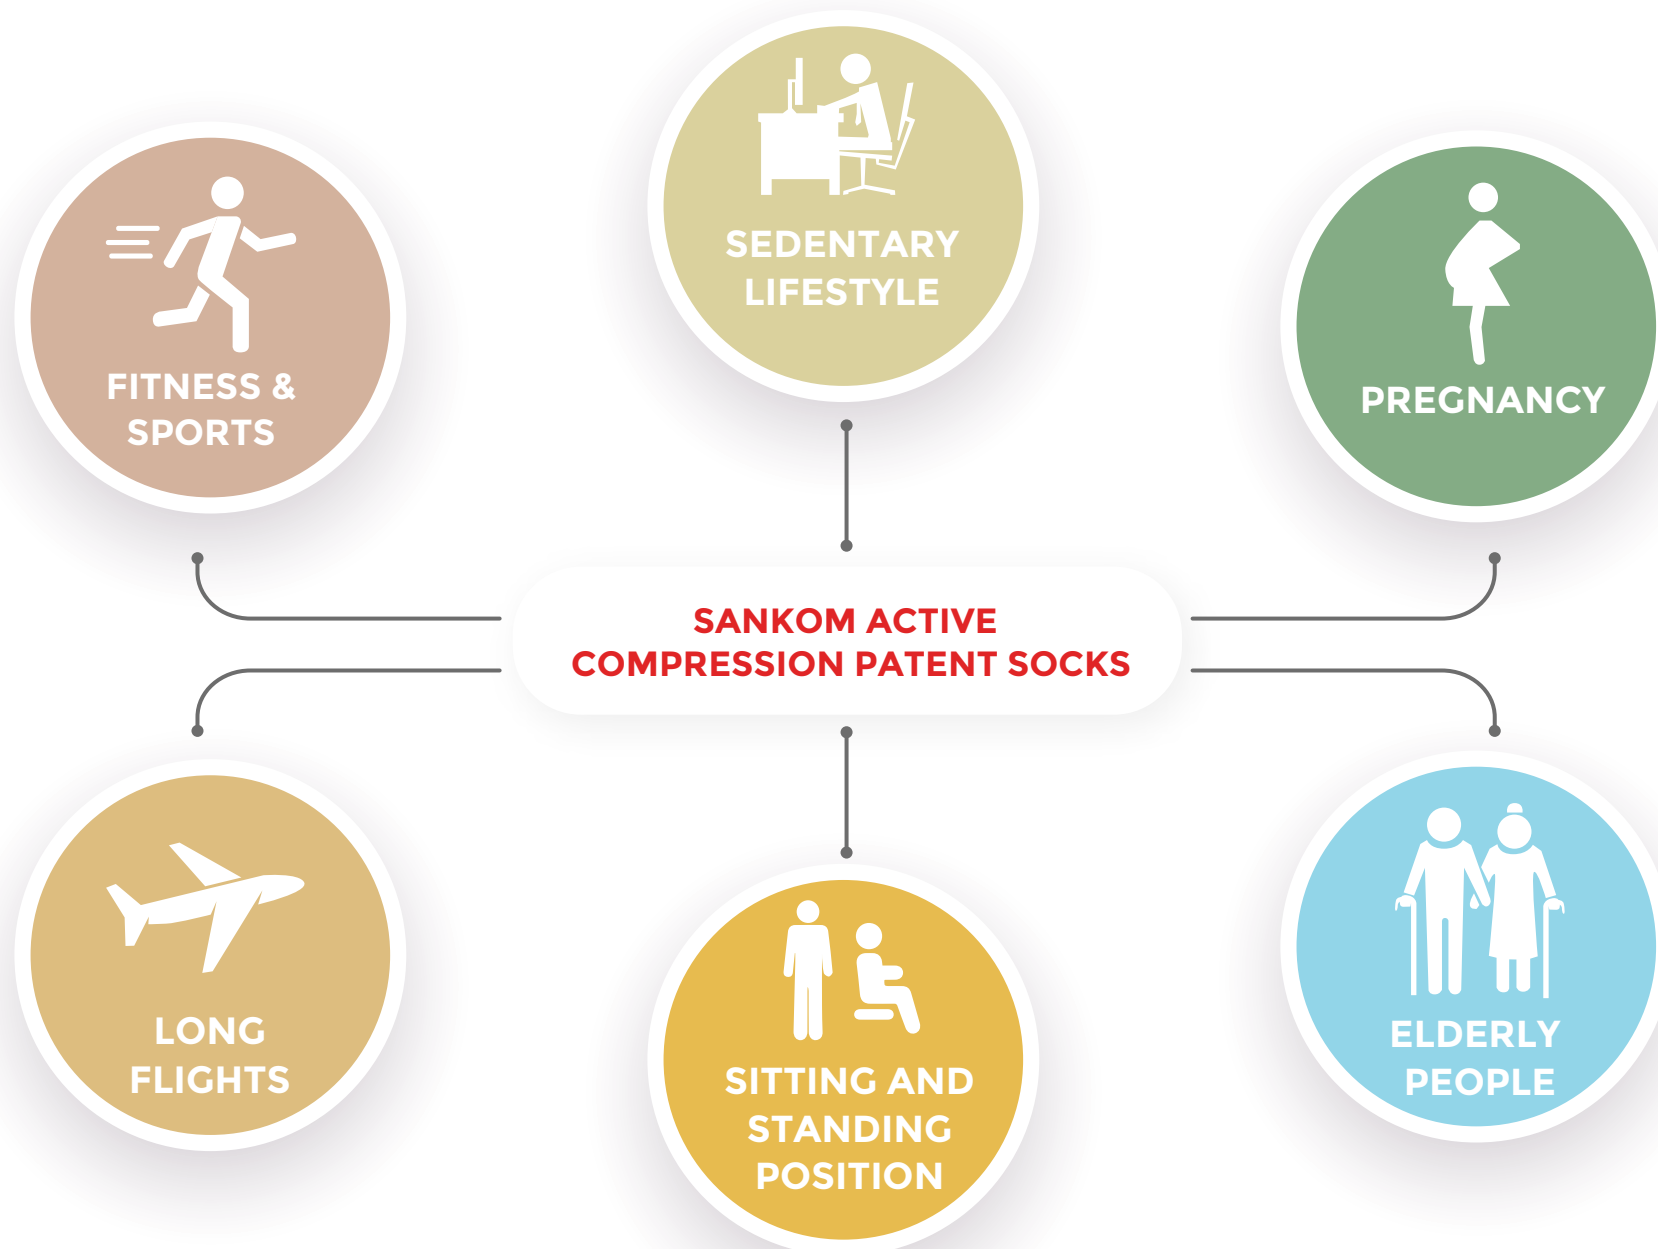 SEDENTARY
LIFESTYLE
FITNESS &
SPORTS
PREGNANCY
SANKOM ACTIVE
COMPRESSION PATENT SOCKS
LONG
FLIGHTS
SITTING AND
STANDING
POSITION
ELDERLY
PEOPLE